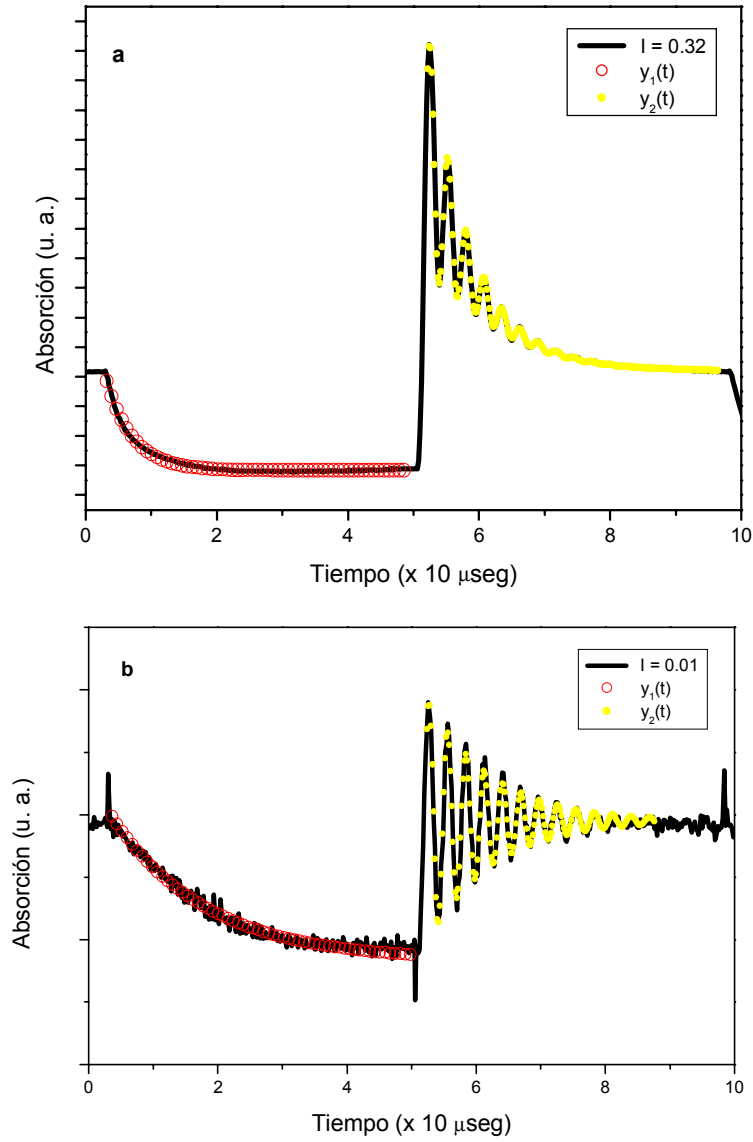 a
I = 0.32
y₁(t)
y₂(t)
Absorción (u. a.)
0 2 4 6 8 10
Tiempo (x 10 μseg)
b
I = 0.01
y₁(t)
y₂(t)
Absorción (u. a.)
0 2 4 6 8 10
Tiempo (x 10 μseg)